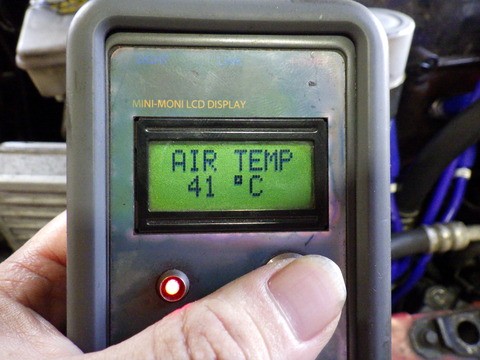 MINI-MONI LCD DISPLAY
AIR TEMP
41 °C